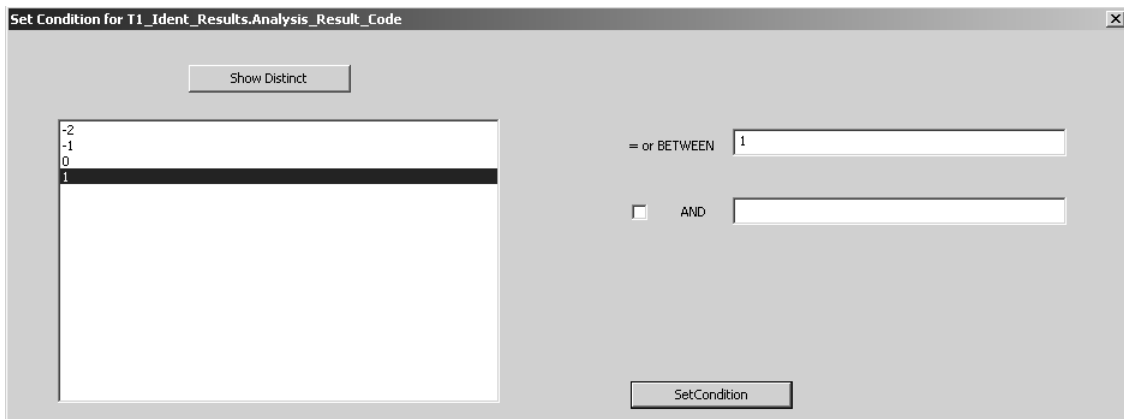 Set Condition for T1_Ident_Results.Analysis_Result_Code
Show Distinct
-2
-1
0
1
= or BETWEEN 1
AND
SetCondition